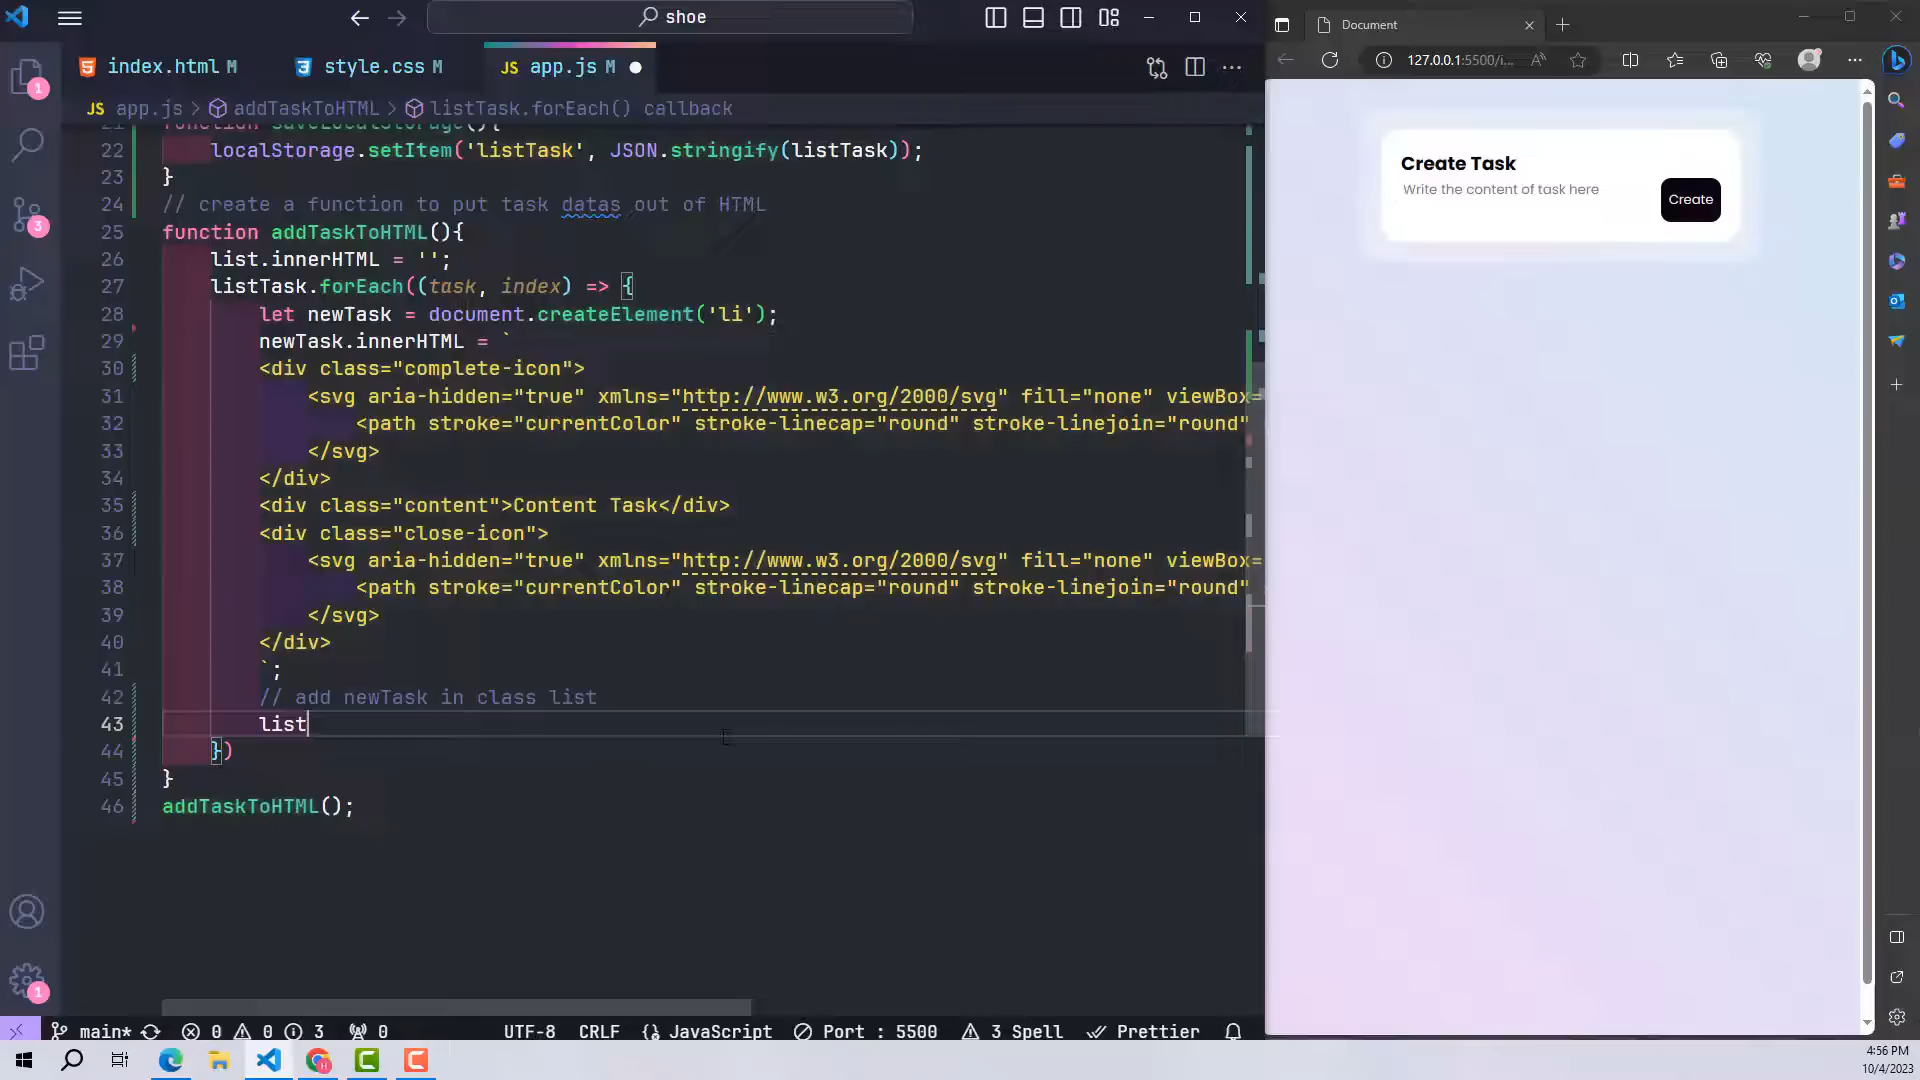 shoe
index.html M
style.css M
JS app.js M
JS app.js > addTaskToHTML > listTask.forEach() callback
21 function saveLocalStorage(){
22 localStorage.setItem('listTask', JSON.stringify(listTask));
23 }
24 // create a function to put task datas out of HTML
25 function addTaskToHTML(){
26 list.innerHTML = '';
27 listTask.forEach((task, index) => {
28 let newTask = document.createElement('li');
29 newTask.innerHTML = `
30 <div class="complete-icon">
31 <svg aria-hidden="true" xmlns="http://www.w3.org/2000/svg" fill="none" viewBox=
32 <path stroke="currentColor" stroke-linecap="round" stroke-linejoin="round"
33 </svg>
34 </div>
35 <div class="content">Content Task</div>
36 <div class="close-icon">
37 <svg aria-hidden="true" xmlns="http://www.w3.org/2000/svg" fill="none" viewBox=
38 <path stroke="currentColor" stroke-linecap="round" stroke-linejoin="round"
39 </svg>
40 </div>
41 `;
42 // add newTask in class list
43 list
44 })
45 }
46 addTaskToHTML();
1
3
1
main* 0 0 3 0 UTF-8 CRLF {} JavaScript Port : 5500 3 Spell Prettier
Document
127.0.0.1:5500/i...
Create Task
Write the content of task here
Create
4:56 PM
10/4/2023